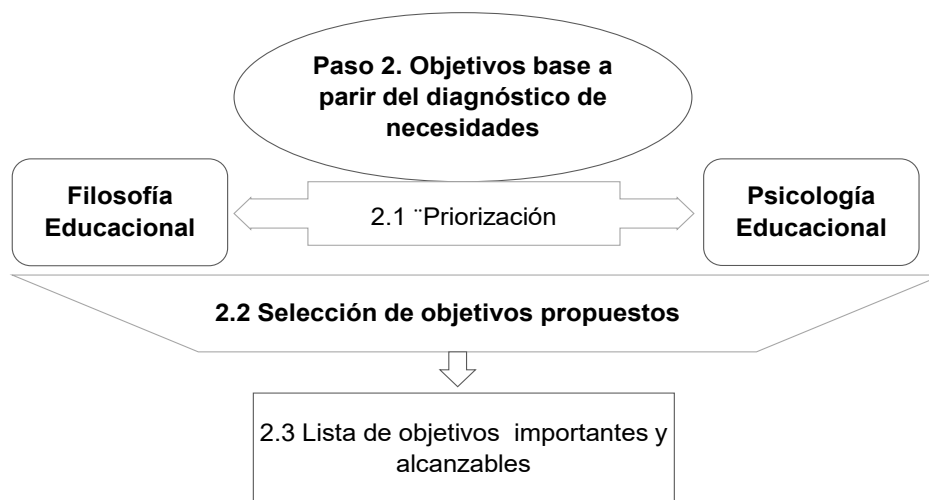 Paso 2. Objetivos base a
parir del diagnóstico de
necesidades
Filosofía
Educacional
2.1 ¨Priorización
Psicología
Educacional
2.2 Selección de objetivos propuestos
2.3 Lista de objetivos importantes y
alcanzables